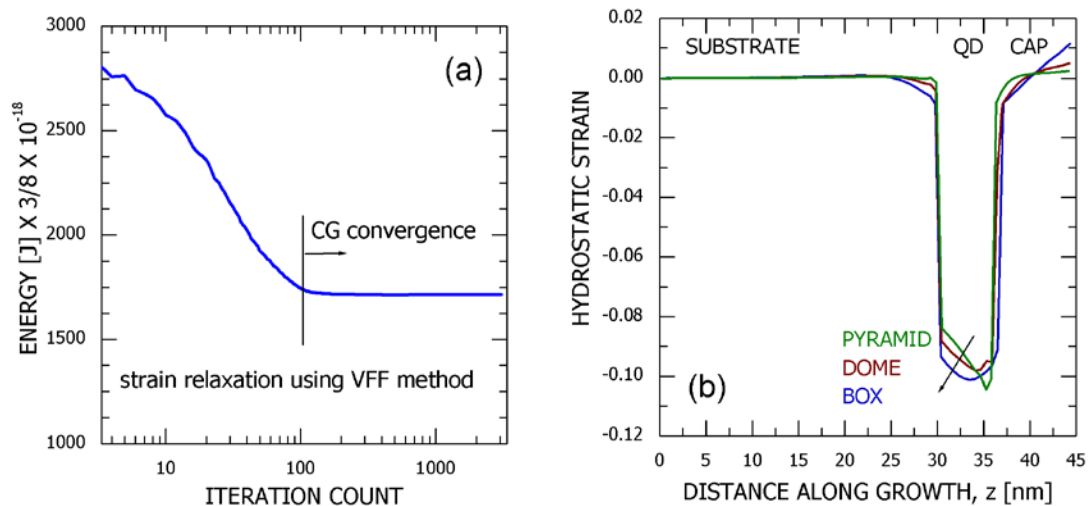 (a)
3000
2500
2000
1500
1000
ENERGY [J] X 3/8 X 10⁻¹⁸
CG convergence
strain relaxation using VFF method
10 100 1000
ITERATION COUNT
0.02
0.00
-0.02
-0.04
-0.06
-0.08
-0.10
-0.12
HYDROSTATIC STRAIN
SUBSTRATE QD CAP
PYRAMID
DOME
BOX
(b)
0 5 10 15 20 25 30 35 40 45
DISTANCE ALONG GROWTH, z [nm]